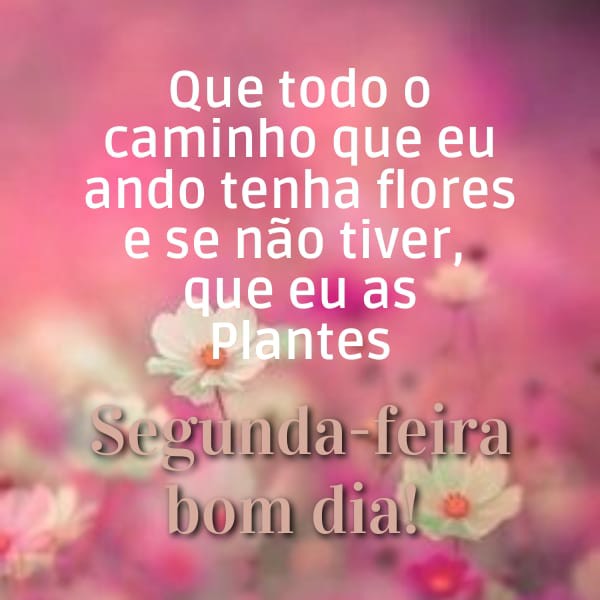 Que todo o
caminho que eu
ando tenha flores
e se não tiver,
que eu as
Plantes
Segunda-feira
bom dia!